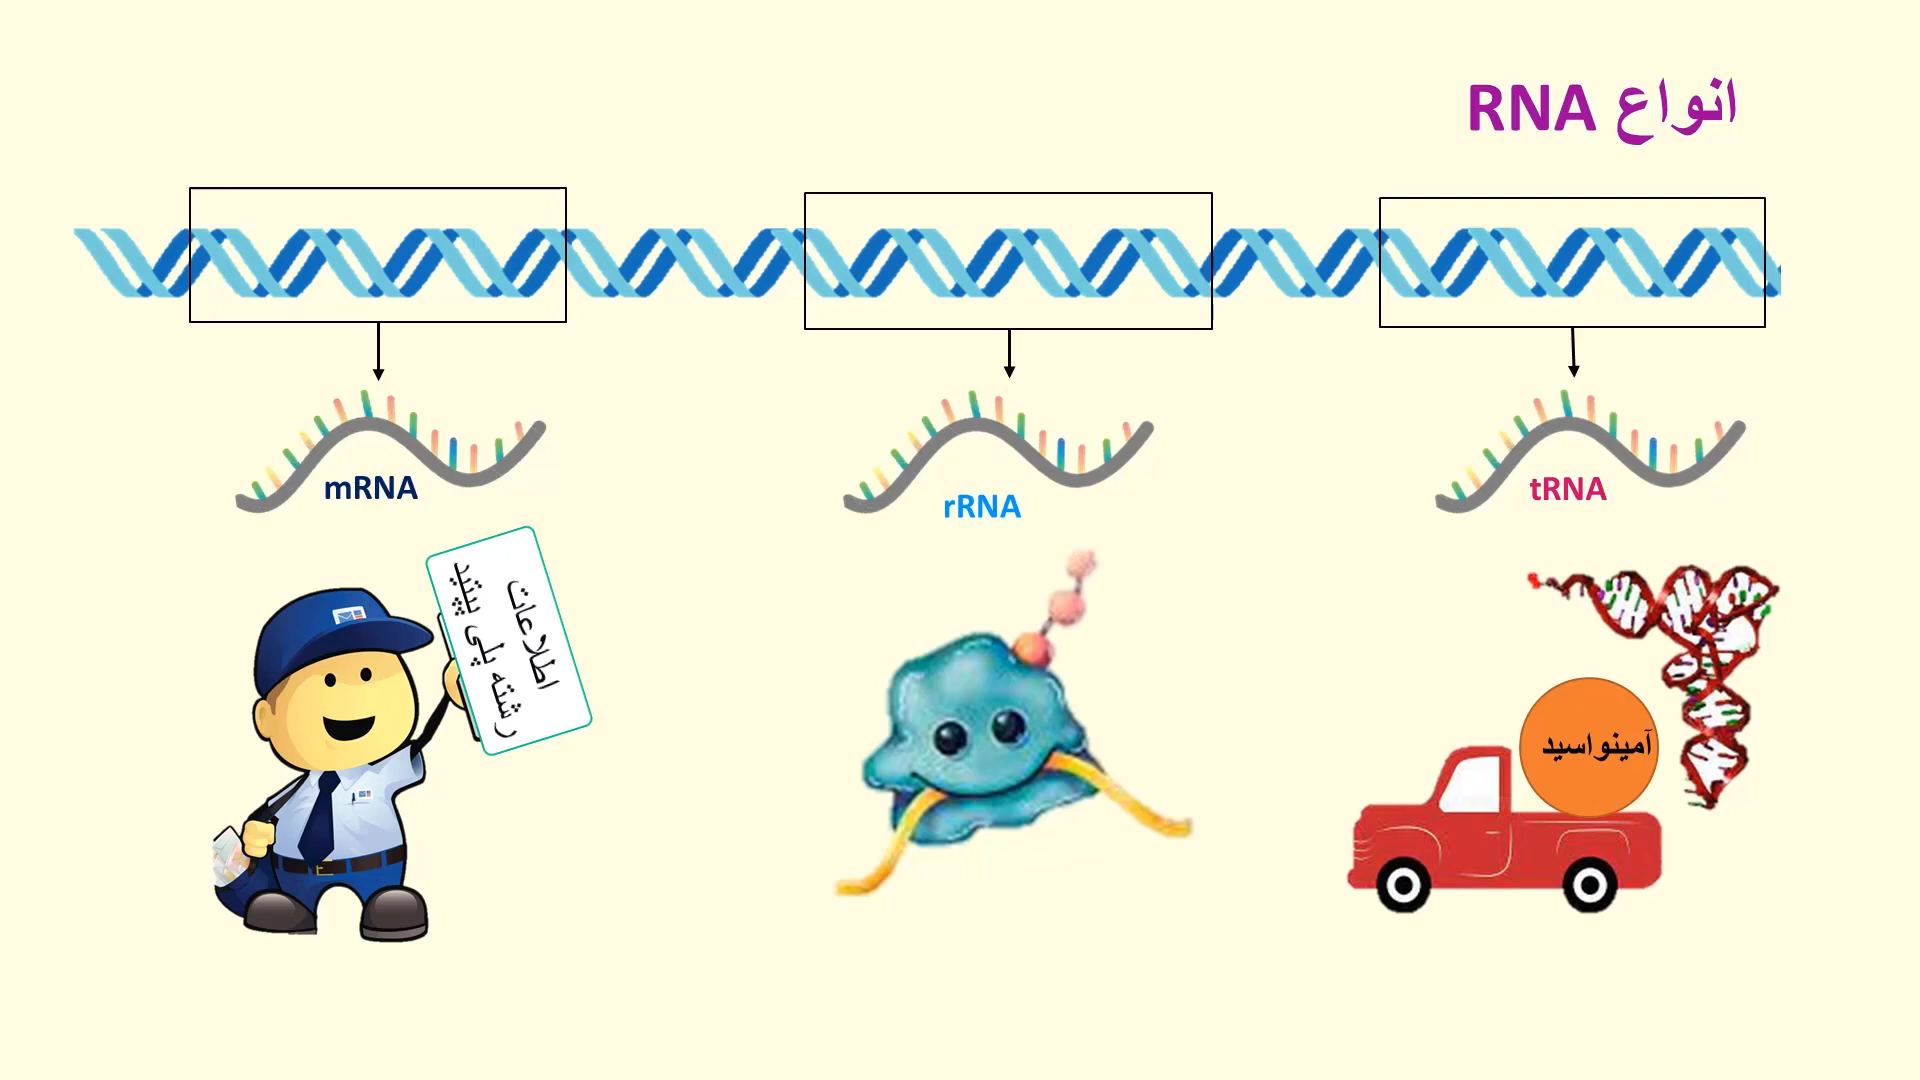 انواع RNA
mRNA
rRNA
tRNA
اطلاعات
رشته پلی پپتید
آمینواسید